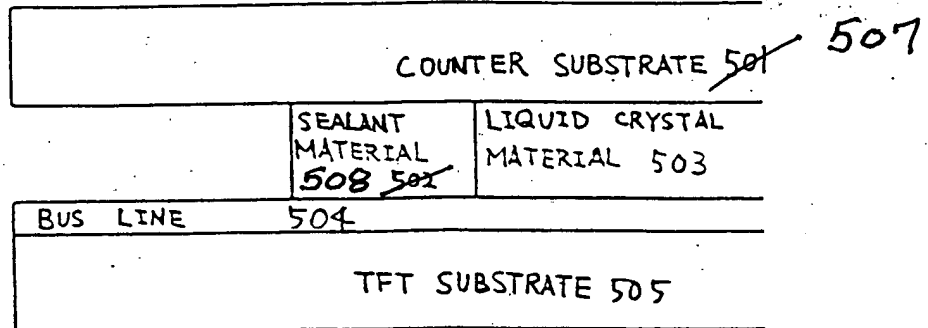 507
COUNTER SUBSTRATE 501
SEALANT
MATERIAL
508 502
LIQUID CRYSTAL
MATERIAL 503
BUS LINE 504
TFT SUBSTRATE 505